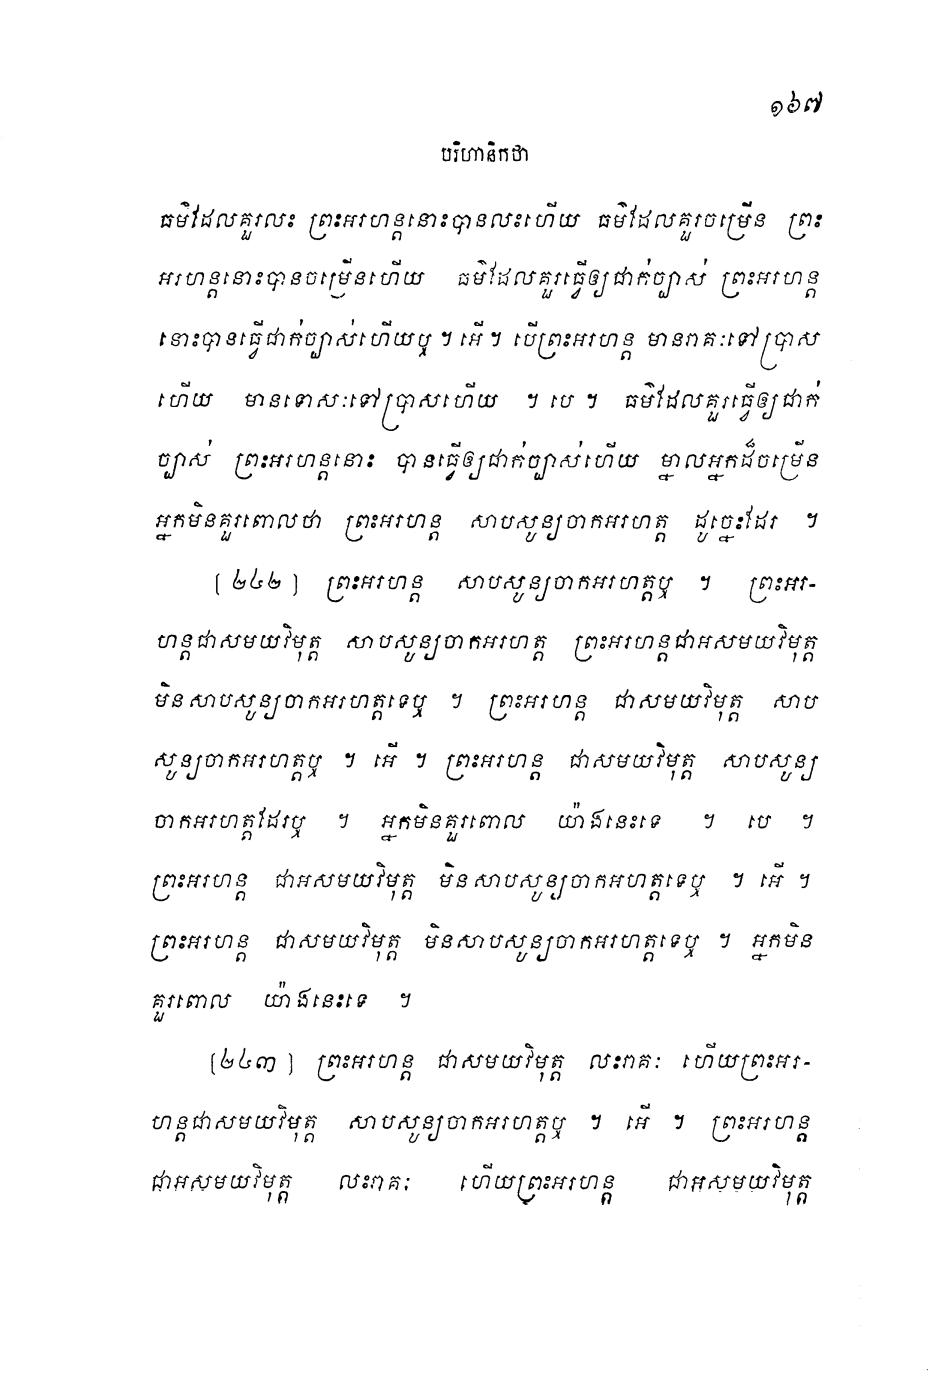 ១៦៧
បរិហានិកថា
ធម៌ដែលគួរលះ ព្រះអរហន្តនោះបានលះហើយ ធម៌ដែលគួរចម្រើន ព្រះ
អរហន្តនោះបានចម្រើនហើយ ធម៌ដែលគួរធ្វើឲ្យជាក់ច្បាស់ ព្រះអរហន្ត
នោះបានធ្វើជាក់ច្បាស់ហើយឬ ។ អើ ។ បើព្រះអរហន្ត មានរាគៈទៅប្រាស
ហើយ មានទោសៈទៅប្រាសហើយ ។ បេ ។ ធម៌ដែលគួរធ្វើឲ្យជាក់
ច្បាស់ ព្រះអរហន្តនោះ បានធ្វើឲ្យជាក់ច្បាស់ហើយ ម្នាលអ្នកដ៏ចម្រើន
អ្នកមិនគួរពោលថា ព្រះអរហន្ត សាបសូន្យចាកអរហត្ត ដូច្នេះដែរ ។
[២៤២] ព្រះអរហន្ត សាបសូន្យចាកអរហត្តឬ ។ ព្រះអរ-
ហន្តជាសមយវិមុត្ត សាបសូន្យចាកអរហត្ត ព្រះអរហន្តជាអសមយវិមុត្ត
មិនសាបសូន្យចាកអរហត្តទេឬ ។ ព្រះអរហន្ត ជាសមយវិមុត្ត សាប
សូន្យចាកអរហត្តឬ ។ អើ ។ ព្រះអរហន្ត ជាសមយវិមុត្ត សាបសូន្យ
ចាកអរហត្តដែរឬ ។ អ្នកមិនគួរពោល យ៉ាងនេះទេ ។ បេ ។
ព្រះអរហន្ត ជាអសមយវិមុត្ត មិនសាបសូន្យចាកអហត្តទេឬ ។ អើ ។
ព្រះអរហន្ត ជាសមយវិមុត្ត មិនសាបសូន្យចាកអរហត្តទេឬ ។ អ្នកមិន
គួរពោល យ៉ាងនេះទេ ។
[២៤៣] ព្រះអរហន្ត ជាសមយវិមុត្ត លះរាគៈ ហើយព្រះអរ-
ហន្តជាសមយវិមុត្ត សាបសូន្យចាកអរហត្តឬ ។ អើ ។ ព្រះអរហន្ត
ជាអសមយវិមុត្ត លះរាគៈ ហើយព្រះអរហន្ត ជាអសមយវិមុត្ត